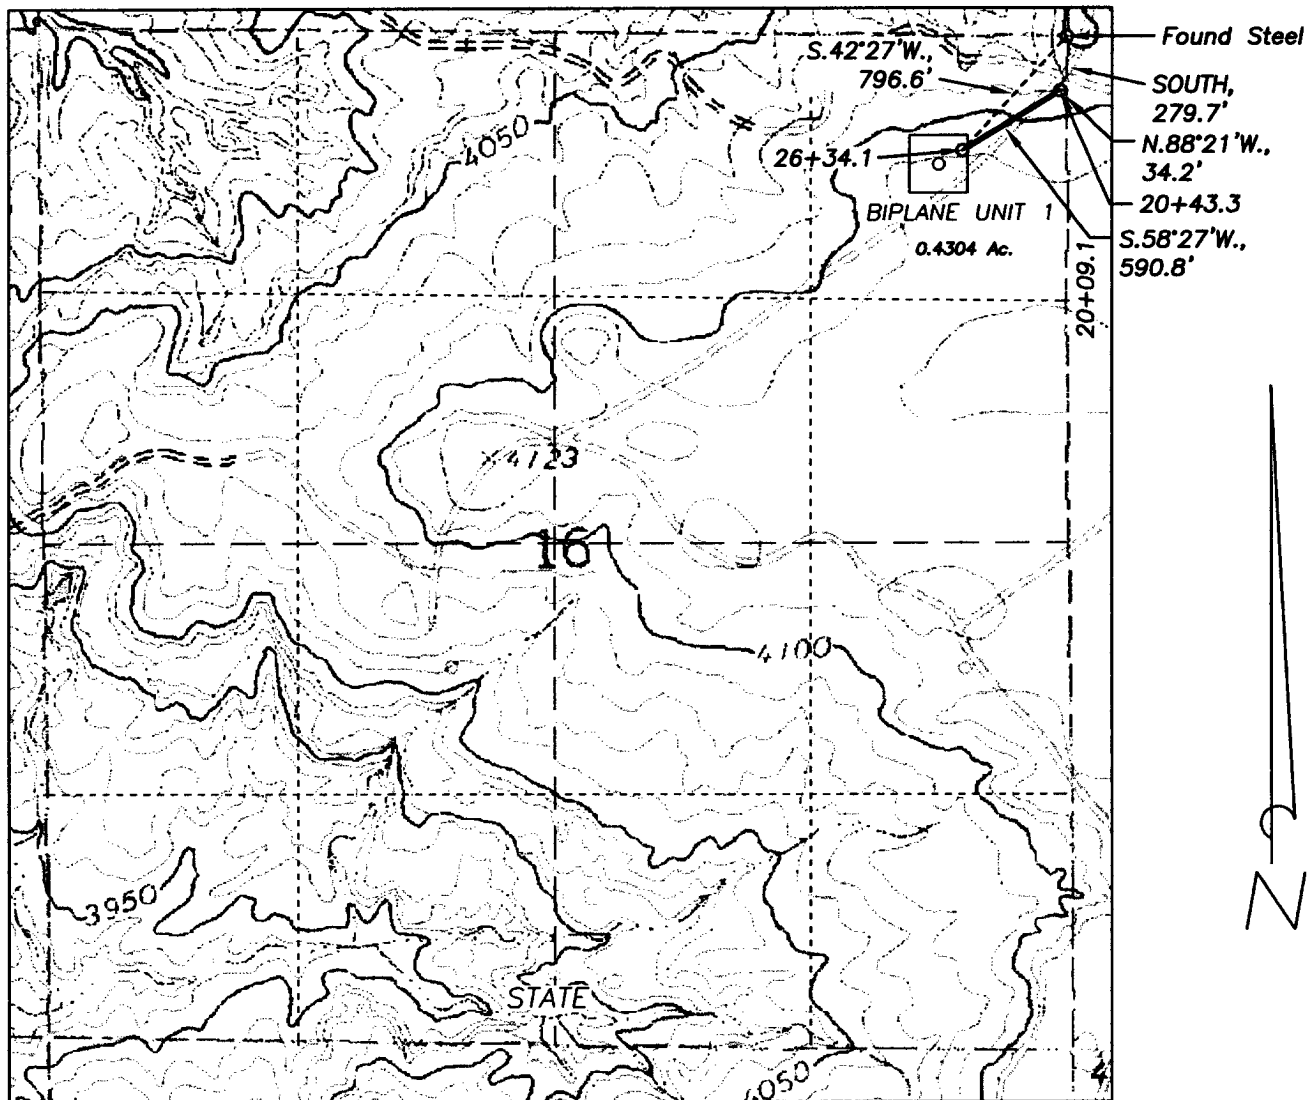 S.42°27'W.,
796.6'
Found Steel
SOUTH,
279.7'
N.88°21'W.,
34.2'
20+43.3
S.58°27'W.,
590.8'
26+34.1
BIPLANE UNIT 1
0.4304 Ac.
20+09.1
4050
4123
16
4100
3950
STATE
4050
4
N